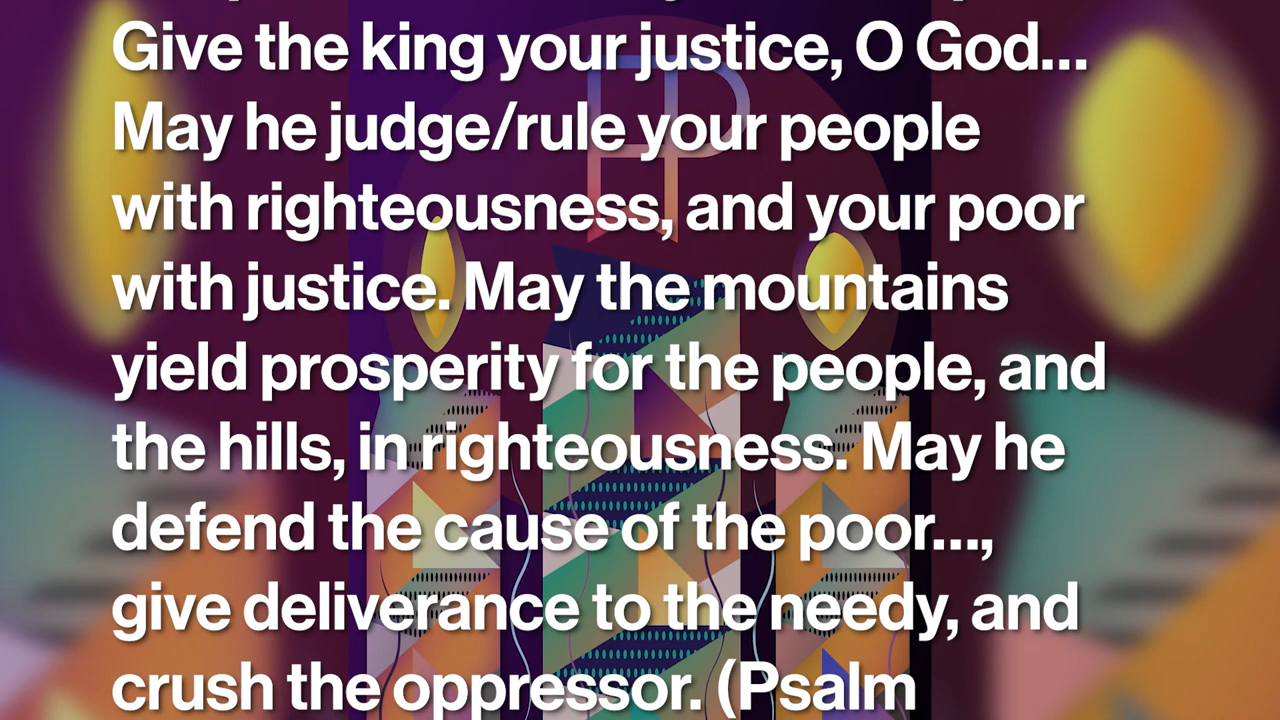 Give the king your justice, O God...
May he judge/rule your people
with righteousness, and your poor
with justice. May the mountains
yield prosperity for the people, and
the hills, in righteousness. May he
defend the cause of the poor...,
give deliverance to the needy, and
crush the oppressor. (Psalm